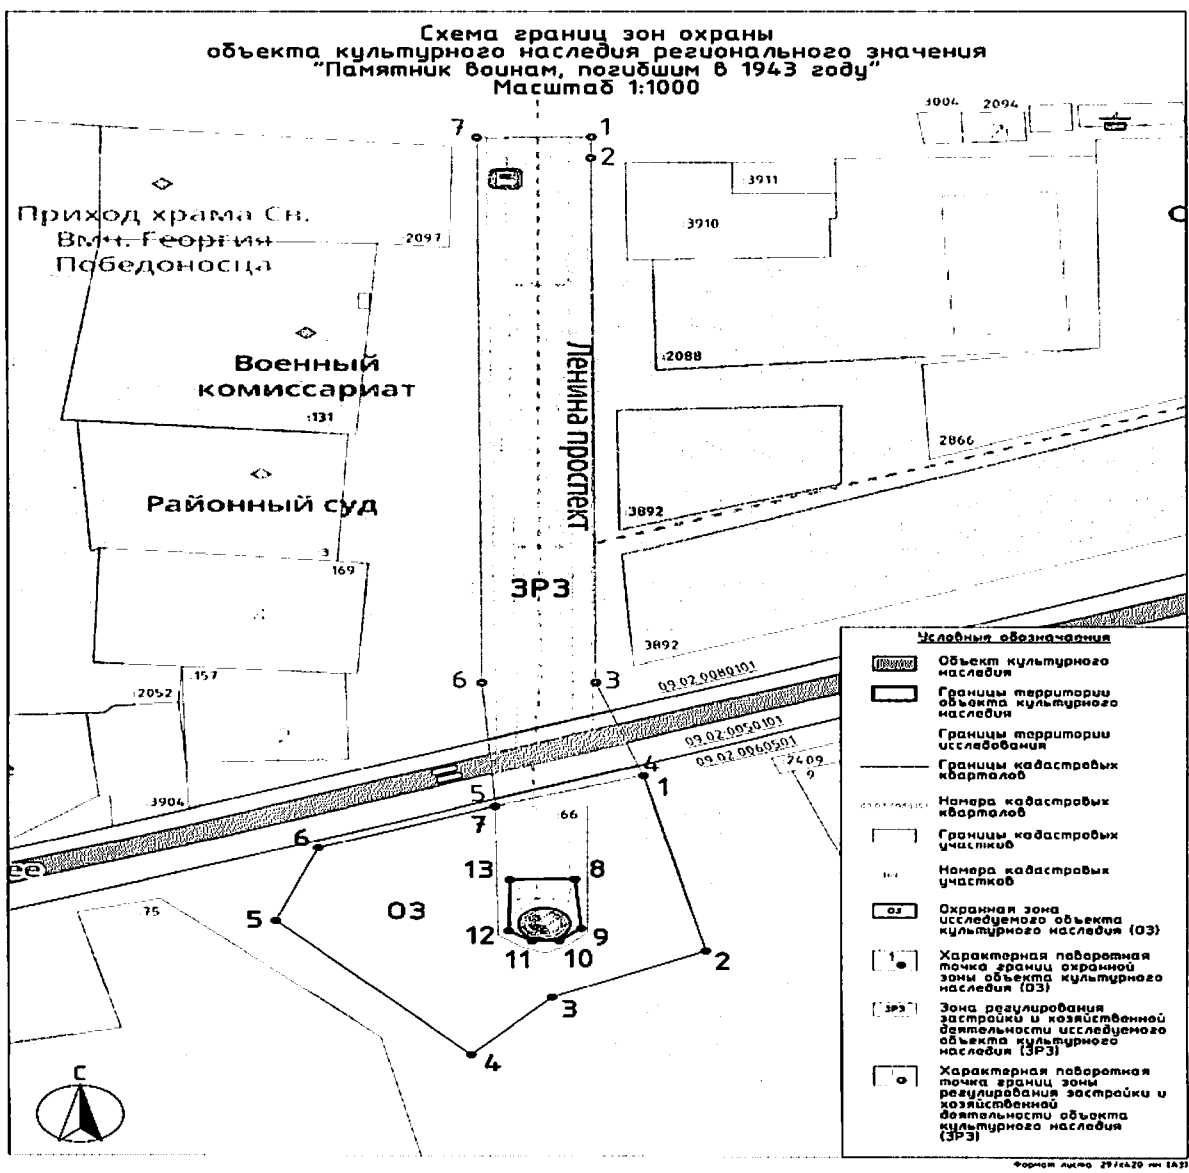 Схема границ зон охраны
объекта культурного наследия регионального значения
"Памятник воинам, погибшим в 1943 году"
Масштаб 1:1000
3004 2094
7 1
2
:3911
:3910
Приход храма Св.
Вмч. Георгия
Победоносца
:2097
Военный
комиссариат
:131
:2088
Ленина проспект
2866
Районный суд
3892
3
169
ЗРЗ
3892
6 3
09:02:0080101
:157
:2052
09:02:0050101
09:02:0060501
4
1
:3904
5
7
:66
6
13 8
ОЗ
5
:75
12 9
11 10
2
3
4
С
Условные обозначения
Объект культурного
наследия
Границы территории
объекта культурного
наследия
Границы территории
исследования
Границы кадастровых
кварталов
Номера кадастровых
кварталов
Границы кадастровых
участков
Номера кадастровых
участков
ОЗ
Охранная зона
исследуемого объекта
культурного наследия (ОЗ)
1
Характерная поворотная
точка границ охранной
зоны объекта культурного
наследия (ОЗ)
ЗРЗ
Зона регулирования
застройки и хозяйственной
деятельности исследуемого
объекта культурного
наследия (ЗРЗ)
Характерная поворотная
точка границ зоны
регулирования застройки и
хозяйственной
деятельности объекта
культурного наследия
(ЗРЗ)
Формат листа 297х420 мм (А3)